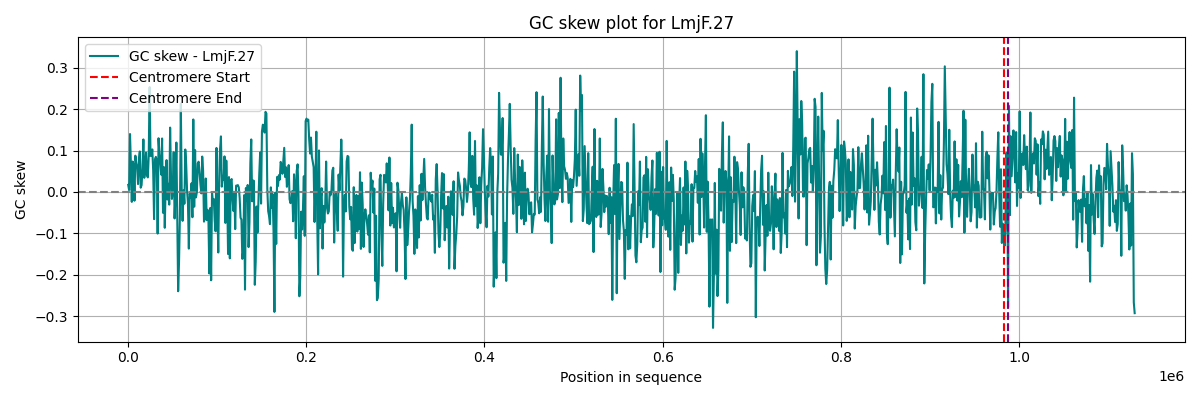 GC skew plot for LmjF.27
GC skew - LmjF.27
Centromere Start
Centromere End
GC skew
0.3
0.2
0.1
0.0
−0.1
−0.2
−0.3
0.0 0.2 0.4 0.6 0.8 1.0
1e6
Position in sequence